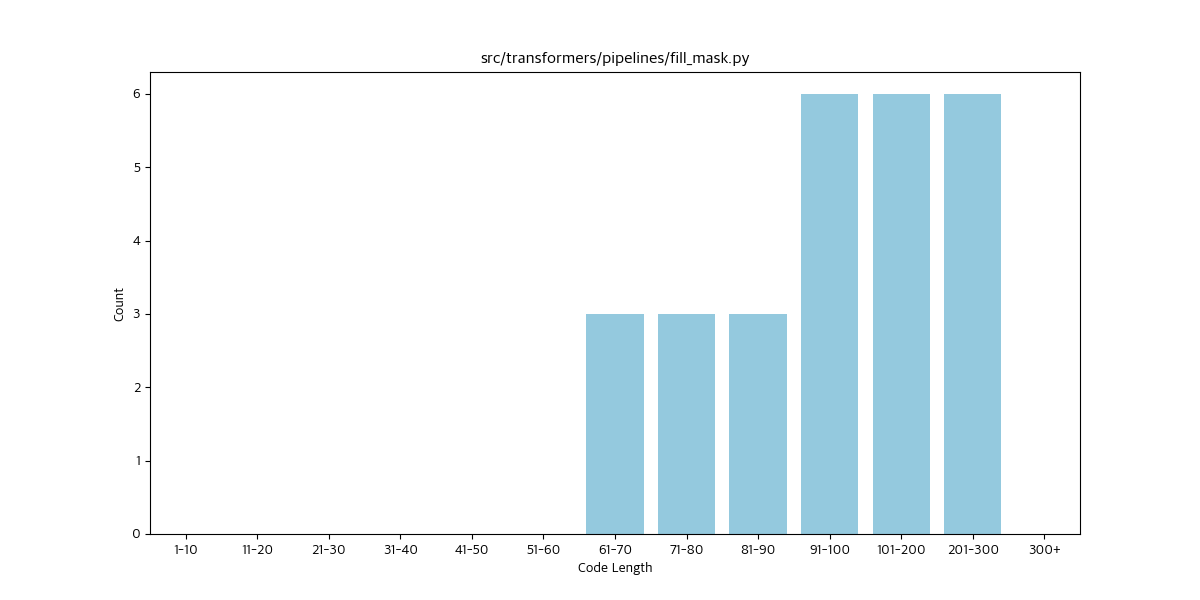 src/transformers/pipelines/fill_mask.py
6
5
4
3
2
1
0
Count
1-10 11-20 21-30 31-40 41-50 51-60 61-70 71-80 81-90 91-100 101-200 201-300 300+
Code Length